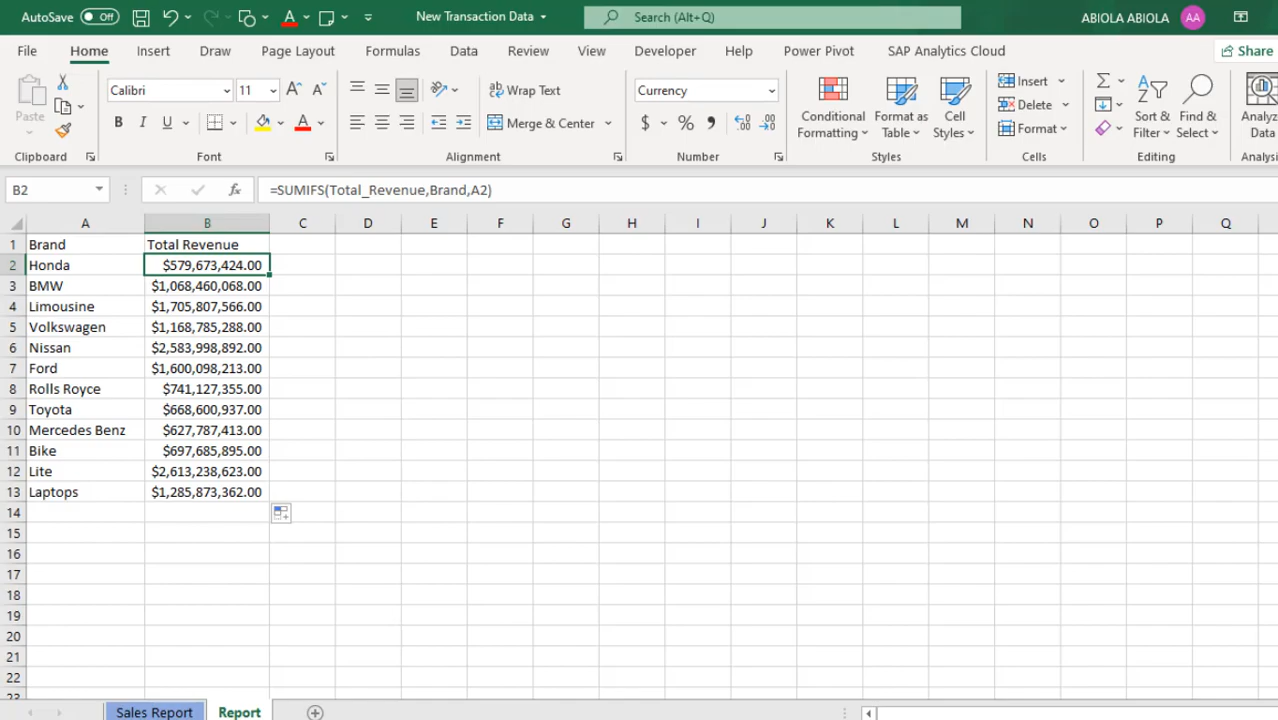 AutoSave Off New Transaction Data Search (Alt+Q) ABIOLA ABIOLA AA
File Home Insert Draw Page Layout Formulas Data Review View Developer Help Power Pivot SAP Analytics Cloud Share
Paste
Calibri 11
Wrap Text
Currency
Conditional Formatting
Format as Table
Cell Styles
Insert
Delete
Format
Sort & Filter
Find & Select
Analyz
Data
B I U
Merge & Center
$ % 9
Clipboard Font Alignment Number Styles Cells Editing Analysi
B2 fx =SUMIFS(Total_Revenue,Brand,A2)
A B C D E F G H I J K L M N O P Q
1 Brand Total Revenue
2 Honda $579,673,424.00
3 BMW $1,068,460,068.00
4 Limousine $1,705,807,566.00
5 Volkswagen $1,168,785,288.00
6 Nissan $2,583,998,892.00
7 Ford $1,600,098,213.00
8 Rolls Royce $741,127,355.00
9 Toyota $668,600,937.00
10 Mercedes Benz $627,787,413.00
11 Bike $697,685,895.00
12 Lite $2,613,238,623.00
13 Laptops $1,285,873,362.00
14
15
16
17
18
19
20
21
22
23
Sales Report Report